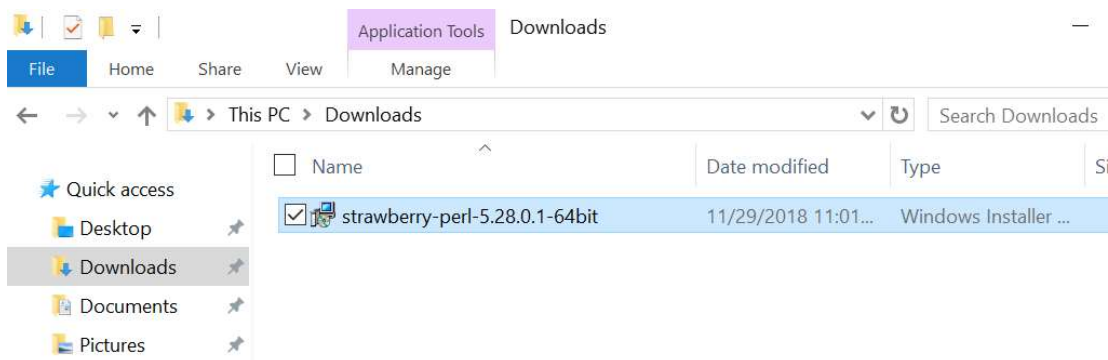 Application Tools Downloads
File Home Share View Manage
This PC > Downloads Search Downloads
Name Date modified Type
Quick access
strawberry-perl-5.28.0.1-64bit 11/29/2018 11:01... Windows Installer ...
Desktop
Downloads
Documents
Pictures